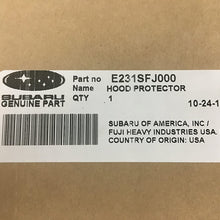 Part no E231SFJ000
Name HOOD PROTECTOR
QTY 1
10-24-1
SUBARU
GENUINE PART
SUBARU OF AMERICA, INC /
FUJI HEAVY INDUSTRIES USA.
COUNTRY OF ORIGIN: USA